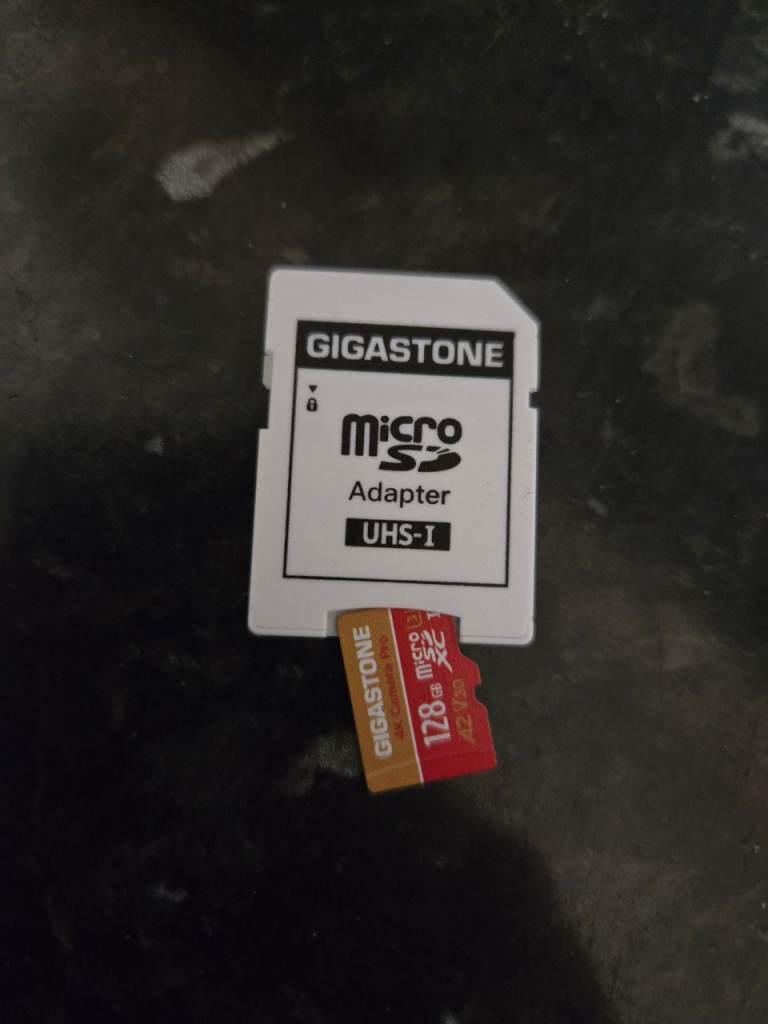 GIGASTONE
micro
SD
Adapter
UHS-I
GIGASTONE
4K Camera Pro
128GB
micro
SD
XC
A2 V30